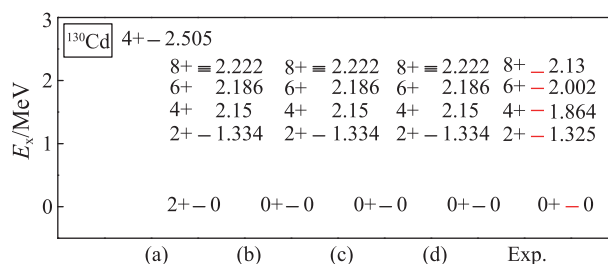 3
130Cd 4+ 2.505
8+ 2.222 8+ 2.222 8+ 2.222 8+ 2.13
2
6+ 2.186 6+ 2.186 6+ 2.186 6+ 2.002
4+ 2.15 4+ 2.15 4+ 2.15 4+ 1.864
2+ 1.334 2+ 1.334 2+ 1.334 2+ 1.325
1
Ex/MeV
0 2+ 0 0+ 0 0+ 0 0+ 0 0+ 0
(a) (b) (c) (d) Exp.